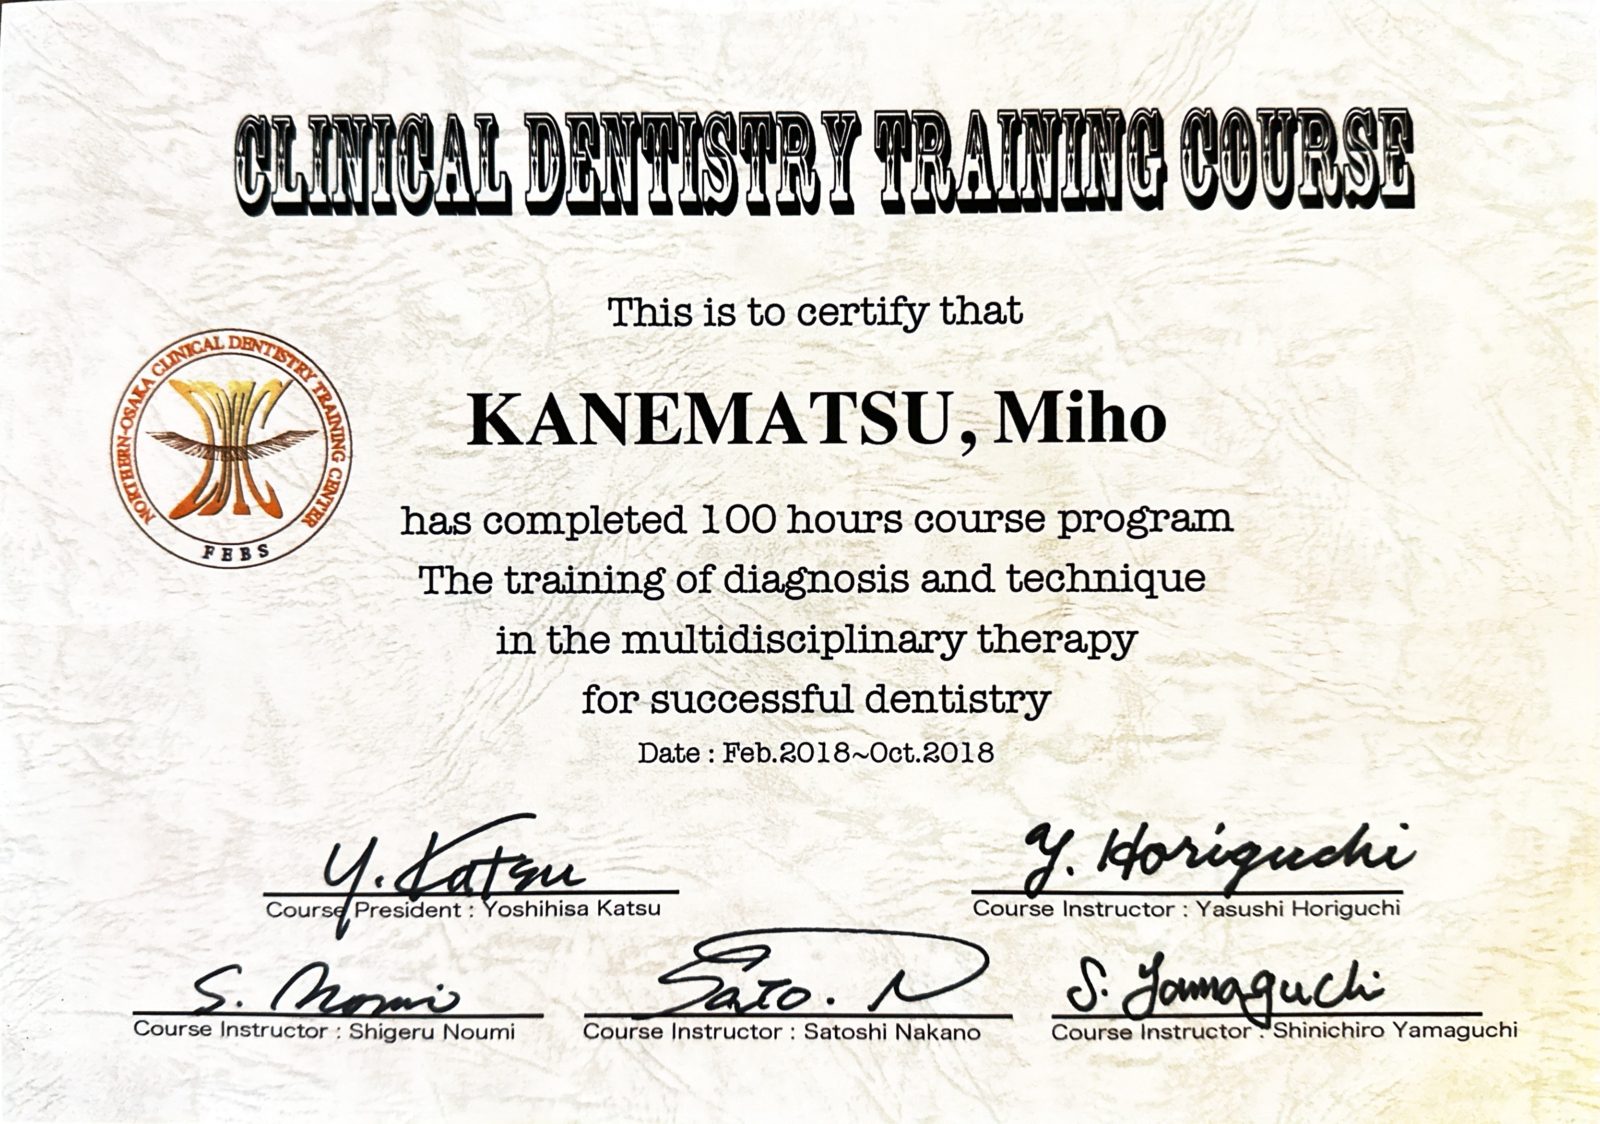 CLINICAL DENTISTRY TRAINING COURSE
This is to certify that
KANEMATSU, Miho
NORTHERN-OSAKA CLINICAL DENTISTRY TRAINING CENTER
FEBS
has completed 100 hours course program
The training of diagnosis and technique
in the multidisciplinary therapy
for successful dentistry
Date : Feb.2018~Oct.2018
Y. Katsu
Course President : Yoshihisa Katsu
Y. Horiguchi
Course Instructor : Yasushi Horiguchi
S. Noumi
Course Instructor : Shigeru Noumi
Sato. N
Course Instructor : Satoshi Nakano
S. Yamaguchi
Course Instructor : Shinichiro Yamaguchi